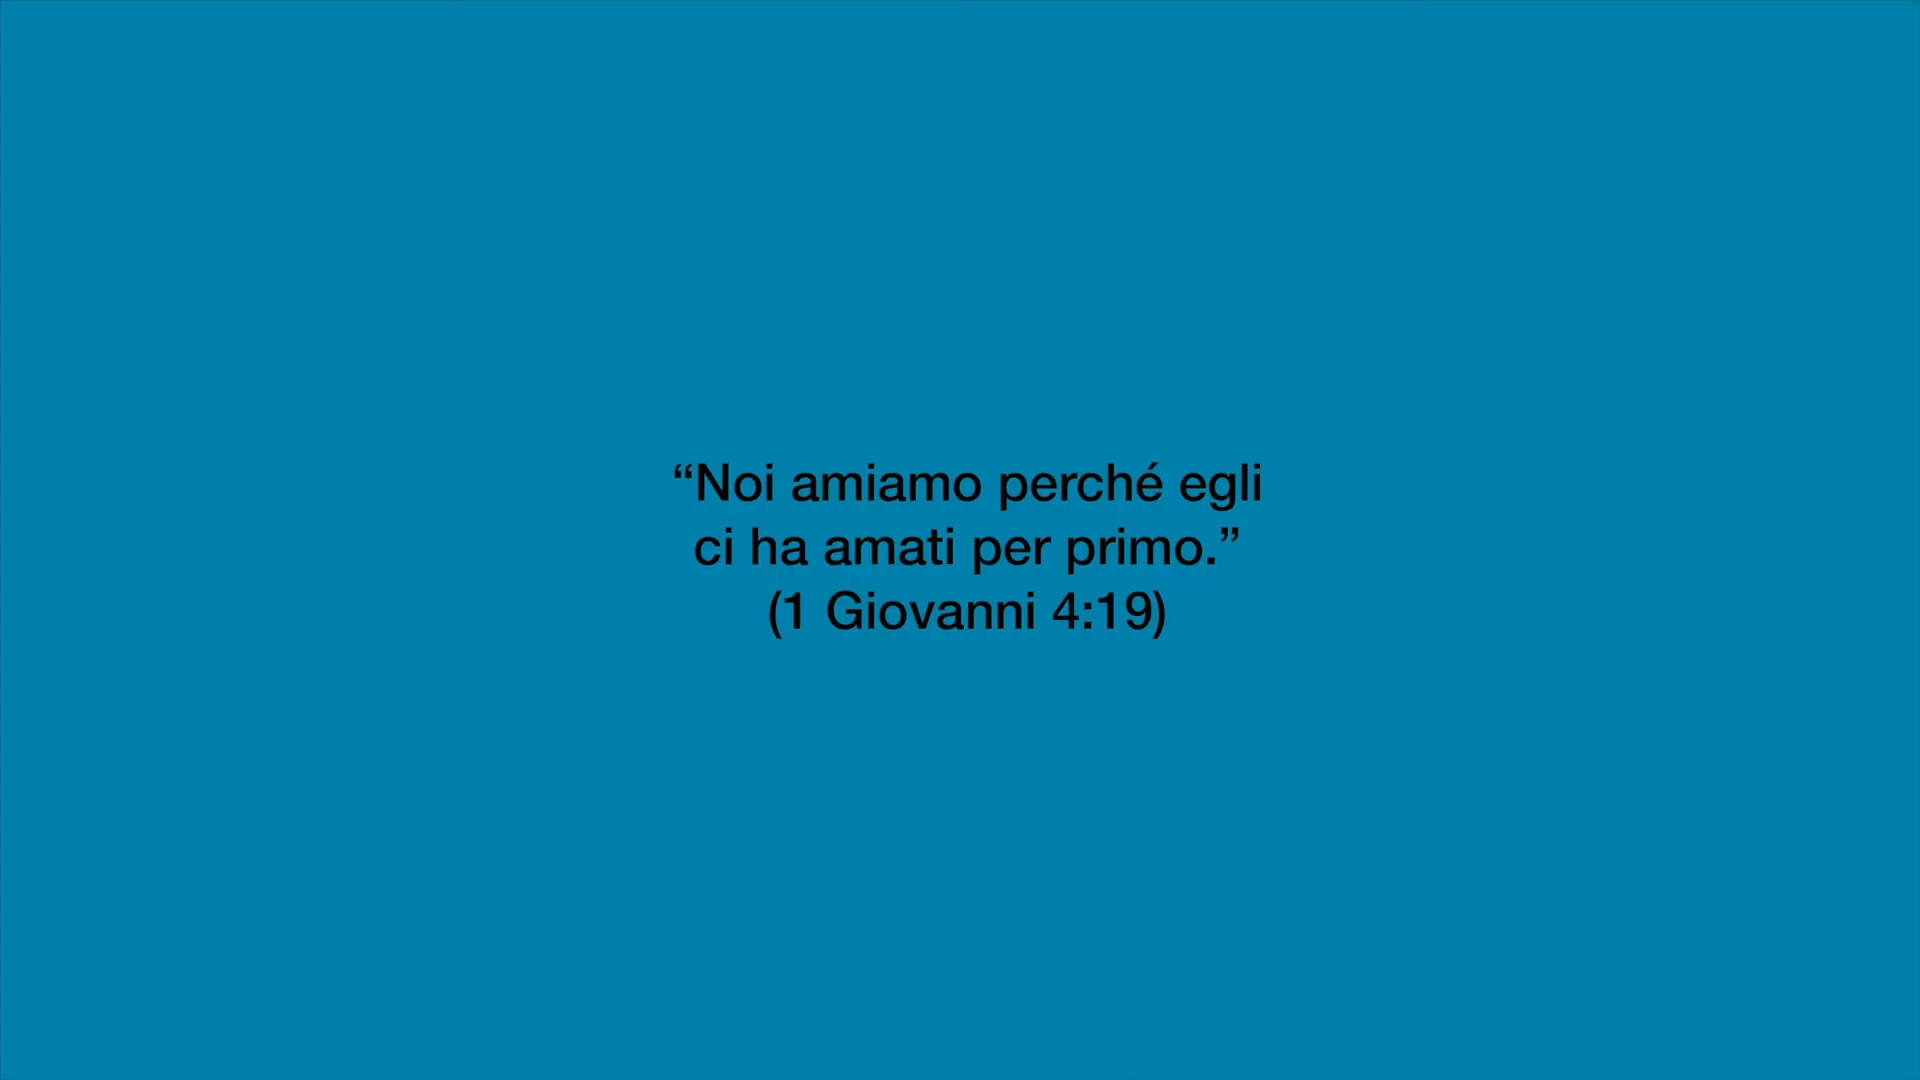 “Noi amiamo perché egli
ci ha amati per primo.”
(1 Giovanni 4:19)